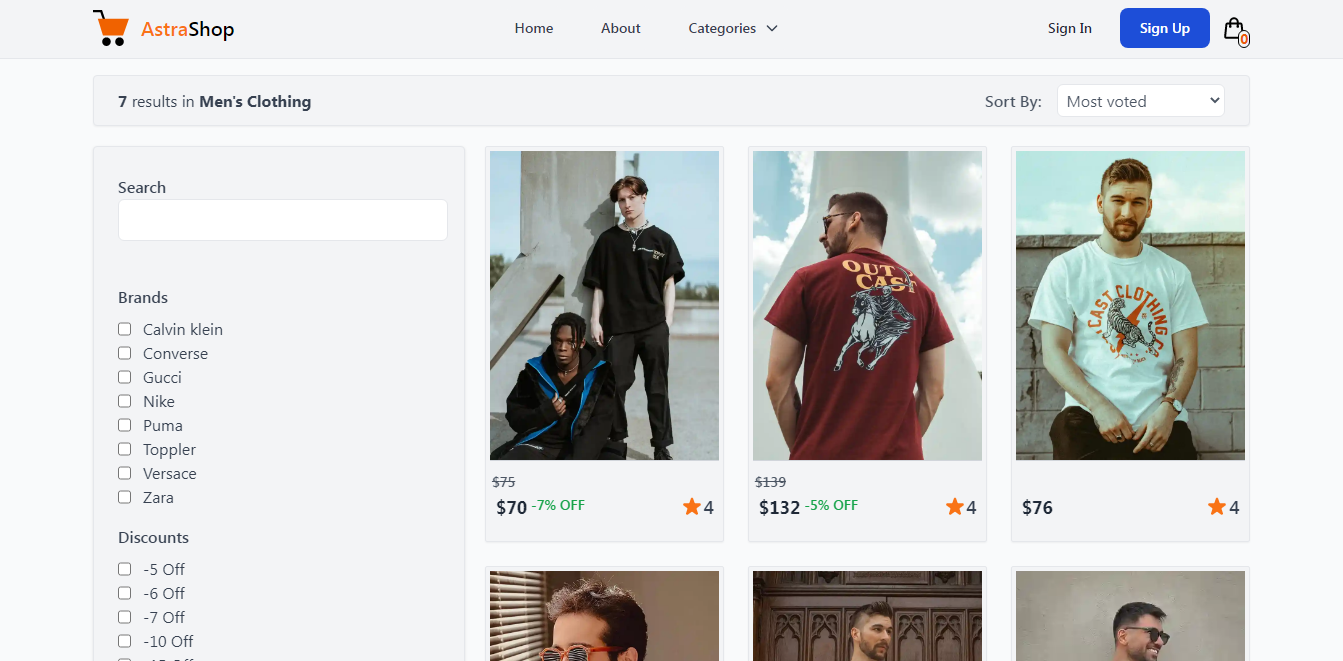 AstraShop
Home
About
Categories
Sign In
Sign Up
0
7 results in Men's Clothing
Sort By:
Most voted
Search
Brands
Calvin klein
Converse
Gucci
Nike
Puma
Toppler
Versace
Zara
Discounts
-5 Off
-6 Off
-7 Off
-10 Off
$75
$70 -7% OFF
4
OUT
CAST
$139
$132 -5% OFF
4
CAST CLOTHING
$76
4